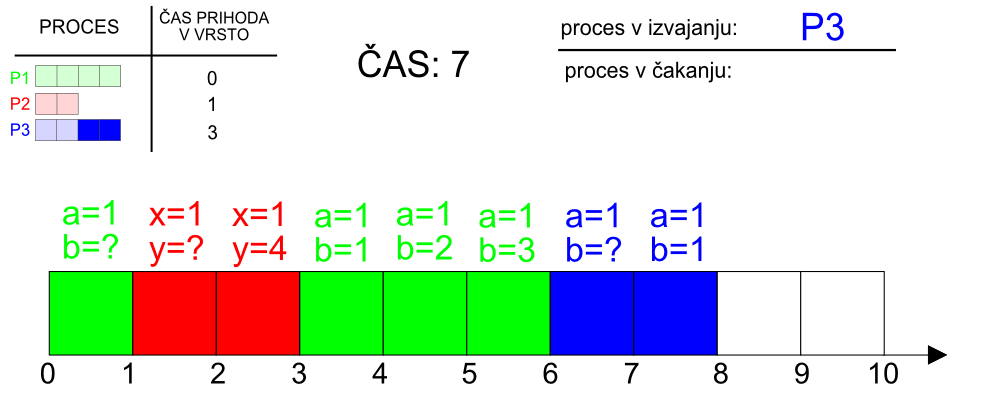 PROCES
ČAS PRIHODA
V VRSTO
P1 0
P2 1
P3 3
ČAS: 7
proces v izvajanju: P3
proces v čakanju:
a=1 x=1 x=1 a=1 a=1 a=1 a=1 a=1
b=? y=? y=4 b=1 b=2 b=3 b=? b=1
0 1 2 3 4 5 6 7 8 9 10